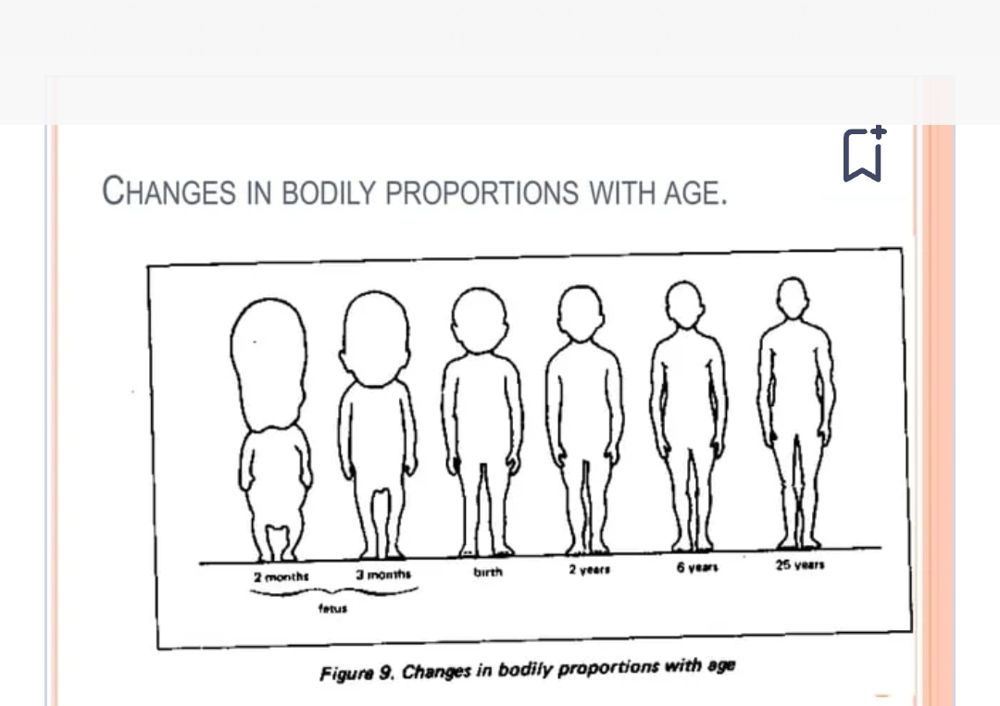 CHANGES IN BODILY PROPORTIONS WITH AGE.
2 months 3 months birth 2 years 6 years 25 years
fetus
Figure 9. Changes in bodily proportions with age